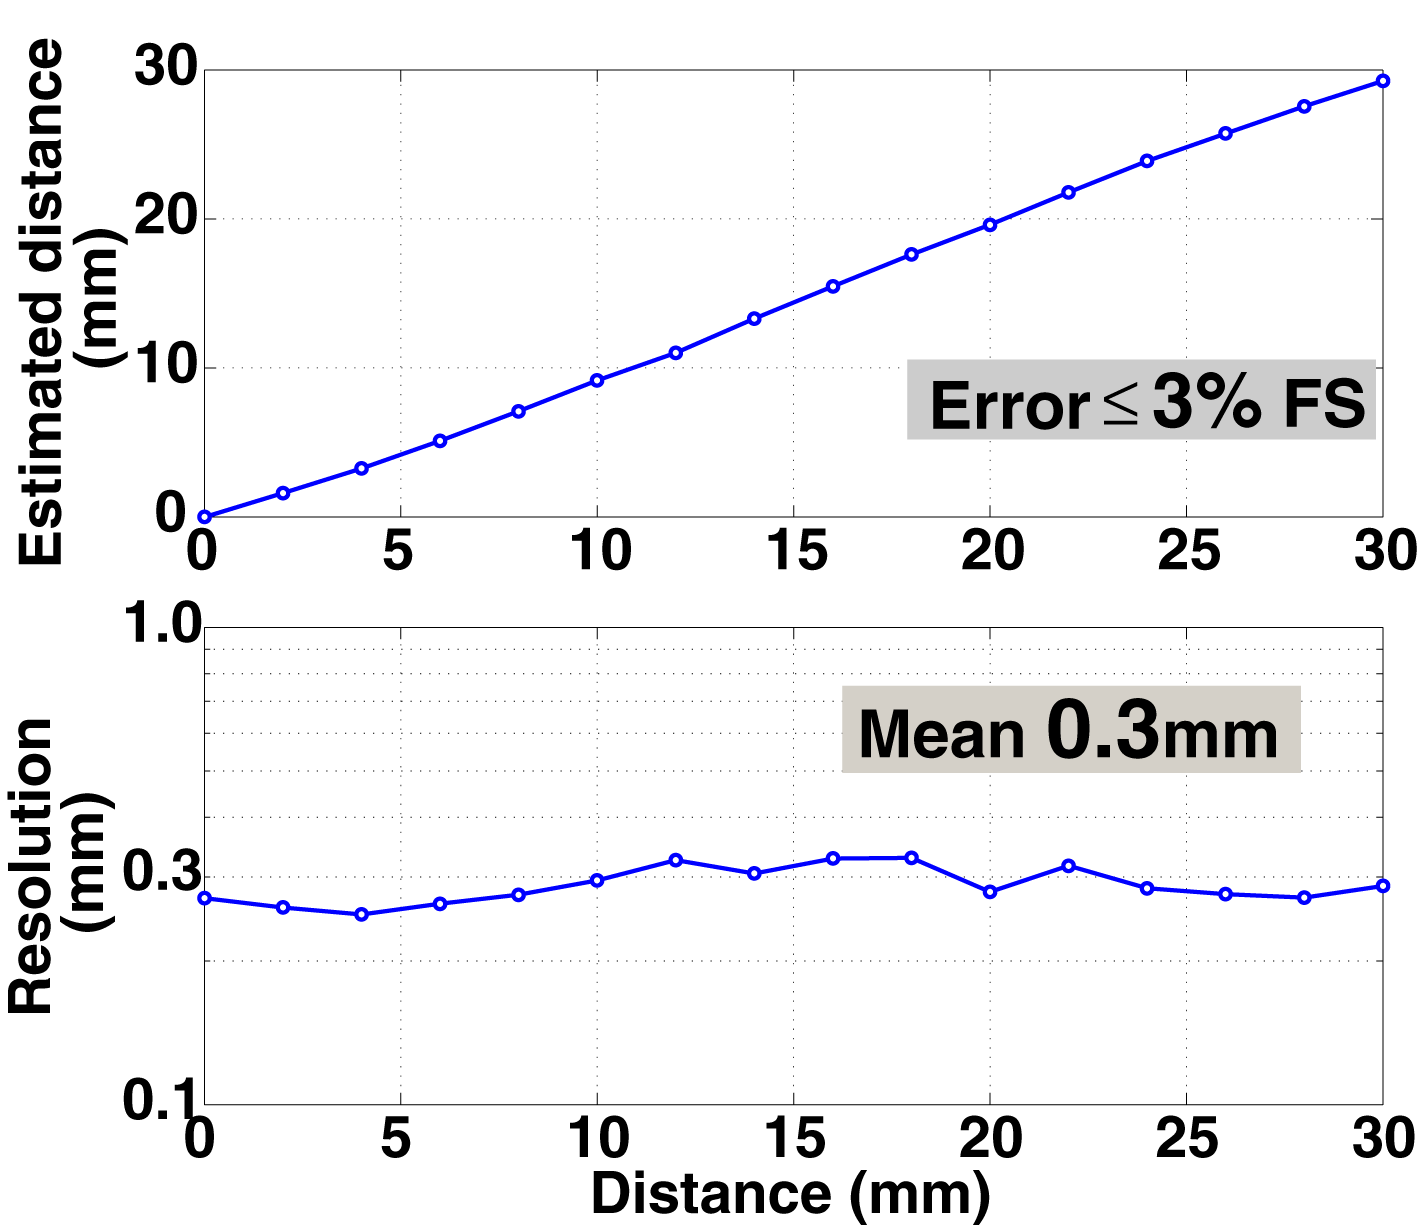 Estimated distance
(mm)
30
20
10
0
Error ≤ 3% FS
0 5 10 15 20 25 30
Resolution
(mm)
1.0
0.3
0.1
Mean 0.3mm
0 5 10 15 20 25 30
Distance (mm)